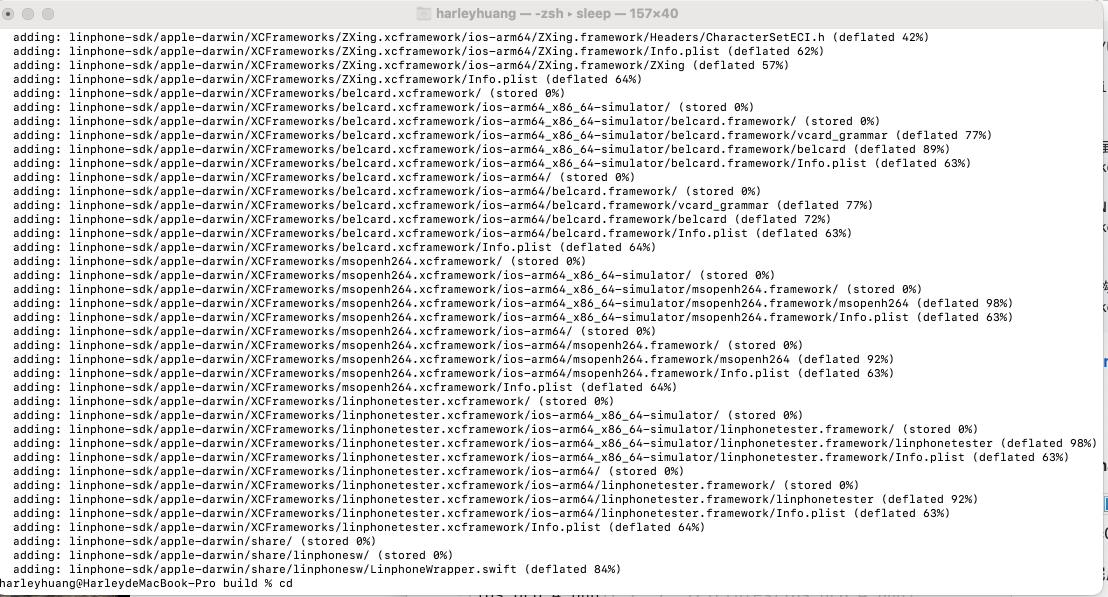 harleyhuang — -zsh ▸ sleep — 157×40
adding: linphone-sdk/apple-darwin/XCFrameworks/ZXing.xcframework/ios-arm64/ZXing.framework/Headers/CharacterSetECI.h (deflated 42%)
adding: linphone-sdk/apple-darwin/XCFrameworks/ZXing.xcframework/ios-arm64/ZXing.framework/Info.plist (deflated 62%)
adding: linphone-sdk/apple-darwin/XCFrameworks/ZXing.xcframework/ios-arm64/ZXing.framework/ZXing (deflated 57%)
adding: linphone-sdk/apple-darwin/XCFrameworks/ZXing.xcframework/Info.plist (deflated 64%)
adding: linphone-sdk/apple-darwin/XCFrameworks/belcard.xcframework/ (stored 0%)
adding: linphone-sdk/apple-darwin/XCFrameworks/belcard.xcframework/ios-arm64_x86_64-simulator/ (stored 0%)
adding: linphone-sdk/apple-darwin/XCFrameworks/belcard.xcframework/ios-arm64_x86_64-simulator/belcard.framework/ (stored 0%)
adding: linphone-sdk/apple-darwin/XCFrameworks/belcard.xcframework/ios-arm64_x86_64-simulator/belcard.framework/vcard_grammar (deflated 77%)
adding: linphone-sdk/apple-darwin/XCFrameworks/belcard.xcframework/ios-arm64_x86_64-simulator/belcard.framework/belcard (deflated 89%)
adding: linphone-sdk/apple-darwin/XCFrameworks/belcard.xcframework/ios-arm64_x86_64-simulator/belcard.framework/Info.plist (deflated 63%)
adding: linphone-sdk/apple-darwin/XCFrameworks/belcard.xcframework/ios-arm64/ (stored 0%)
adding: linphone-sdk/apple-darwin/XCFrameworks/belcard.xcframework/ios-arm64/belcard.framework/ (stored 0%)
adding: linphone-sdk/apple-darwin/XCFrameworks/belcard.xcframework/ios-arm64/belcard.framework/vcard_grammar (deflated 77%)
adding: linphone-sdk/apple-darwin/XCFrameworks/belcard.xcframework/ios-arm64/belcard.framework/belcard (deflated 72%)
adding: linphone-sdk/apple-darwin/XCFrameworks/belcard.xcframework/ios-arm64/belcard.framework/Info.plist (deflated 63%)
adding: linphone-sdk/apple-darwin/XCFrameworks/belcard.xcframework/Info.plist (deflated 64%)
adding: linphone-sdk/apple-darwin/XCFrameworks/msopenh264.xcframework/ (stored 0%)
adding: linphone-sdk/apple-darwin/XCFrameworks/msopenh264.xcframework/ios-arm64_x86_64-simulator/ (stored 0%)
adding: linphone-sdk/apple-darwin/XCFrameworks/msopenh264.xcframework/ios-arm64_x86_64-simulator/msopenh264.framework/ (stored 0%)
adding: linphone-sdk/apple-darwin/XCFrameworks/msopenh264.xcframework/ios-arm64_x86_64-simulator/msopenh264.framework/msopenh264 (deflated 98%)
adding: linphone-sdk/apple-darwin/XCFrameworks/msopenh264.xcframework/ios-arm64_x86_64-simulator/msopenh264.framework/Info.plist (deflated 63%)
adding: linphone-sdk/apple-darwin/XCFrameworks/msopenh264.xcframework/ios-arm64/ (stored 0%)
adding: linphone-sdk/apple-darwin/XCFrameworks/msopenh264.xcframework/ios-arm64/msopenh264.framework/ (stored 0%)
adding: linphone-sdk/apple-darwin/XCFrameworks/msopenh264.xcframework/ios-arm64/msopenh264.framework/msopenh264 (deflated 92%)
adding: linphone-sdk/apple-darwin/XCFrameworks/msopenh264.xcframework/ios-arm64/msopenh264.framework/Info.plist (deflated 63%)
adding: linphone-sdk/apple-darwin/XCFrameworks/msopenh264.xcframework/Info.plist (deflated 64%)
adding: linphone-sdk/apple-darwin/XCFrameworks/linphonetester.xcframework/ (stored 0%)
adding: linphone-sdk/apple-darwin/XCFrameworks/linphonetester.xcframework/ios-arm64_x86_64-simulator/ (stored 0%)
adding: linphone-sdk/apple-darwin/XCFrameworks/linphonetester.xcframework/ios-arm64_x86_64-simulator/linphonetester.framework/ (stored 0%)
adding: linphone-sdk/apple-darwin/XCFrameworks/linphonetester.xcframework/ios-arm64_x86_64-simulator/linphonetester.framework/linphonetester (deflated 98%)
adding: linphone-sdk/apple-darwin/XCFrameworks/linphonetester.xcframework/ios-arm64_x86_64-simulator/linphonetester.framework/Info.plist (deflated 63%)
adding: linphone-sdk/apple-darwin/XCFrameworks/linphonetester.xcframework/ios-arm64/ (stored 0%)
adding: linphone-sdk/apple-darwin/XCFrameworks/linphonetester.xcframework/ios-arm64/linphonetester.framework/ (stored 0%)
adding: linphone-sdk/apple-darwin/XCFrameworks/linphonetester.xcframework/ios-arm64/linphonetester.framework/linphonetester (deflated 92%)
adding: linphone-sdk/apple-darwin/XCFrameworks/linphonetester.xcframework/ios-arm64/linphonetester.framework/Info.plist (deflated 63%)
adding: linphone-sdk/apple-darwin/XCFrameworks/linphonetester.xcframework/Info.plist (deflated 64%)
adding: linphone-sdk/apple-darwin/share/ (stored 0%)
adding: linphone-sdk/apple-darwin/share/linphonesw/ (stored 0%)
adding: linphone-sdk/apple-darwin/share/linphonesw/LinphoneWrapper.swift (deflated 84%)
harleyhuang@HarleydeMacBook-Pro build % cd